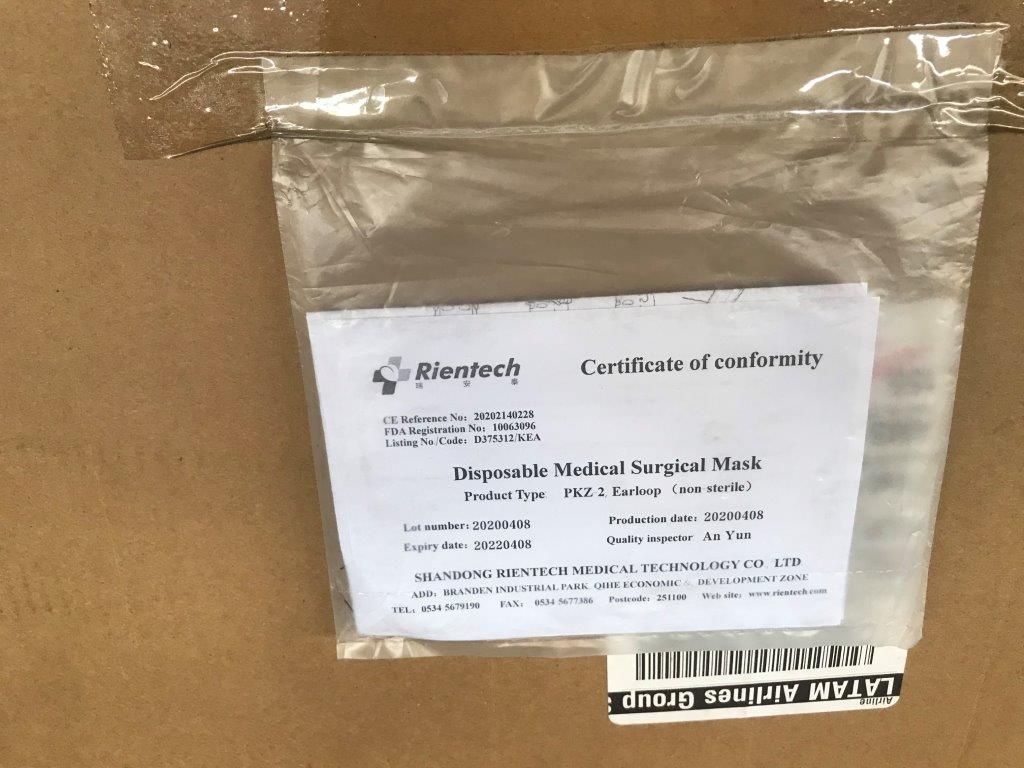 Rientech
瑞 安 泰
Certificate of conformity
CE Reference No: 20202140228
FDA Registration No: 10063096
Listing No./Code: D375312/KEA
Disposable Medical Surgical Mask
Product Type PKZ-2, Earloop （non-sterile）
Lot number: 20200408 Production date: 20200408
Expiry date: 20220408 Quality inspector An Yun
SHANDONG RIENTECH MEDICAL TECHNOLOGY CO., LTD
ADD: BRANDEN INDUSTRIAL PARK, QIHE ECONOMIC & DEVELOPMENT ZONE
TEL: 0534-5679190 FAX: 0534-5677386 Postcode: 251100 Web site: www.rientech.com
Airline
LATAM Airlines Group